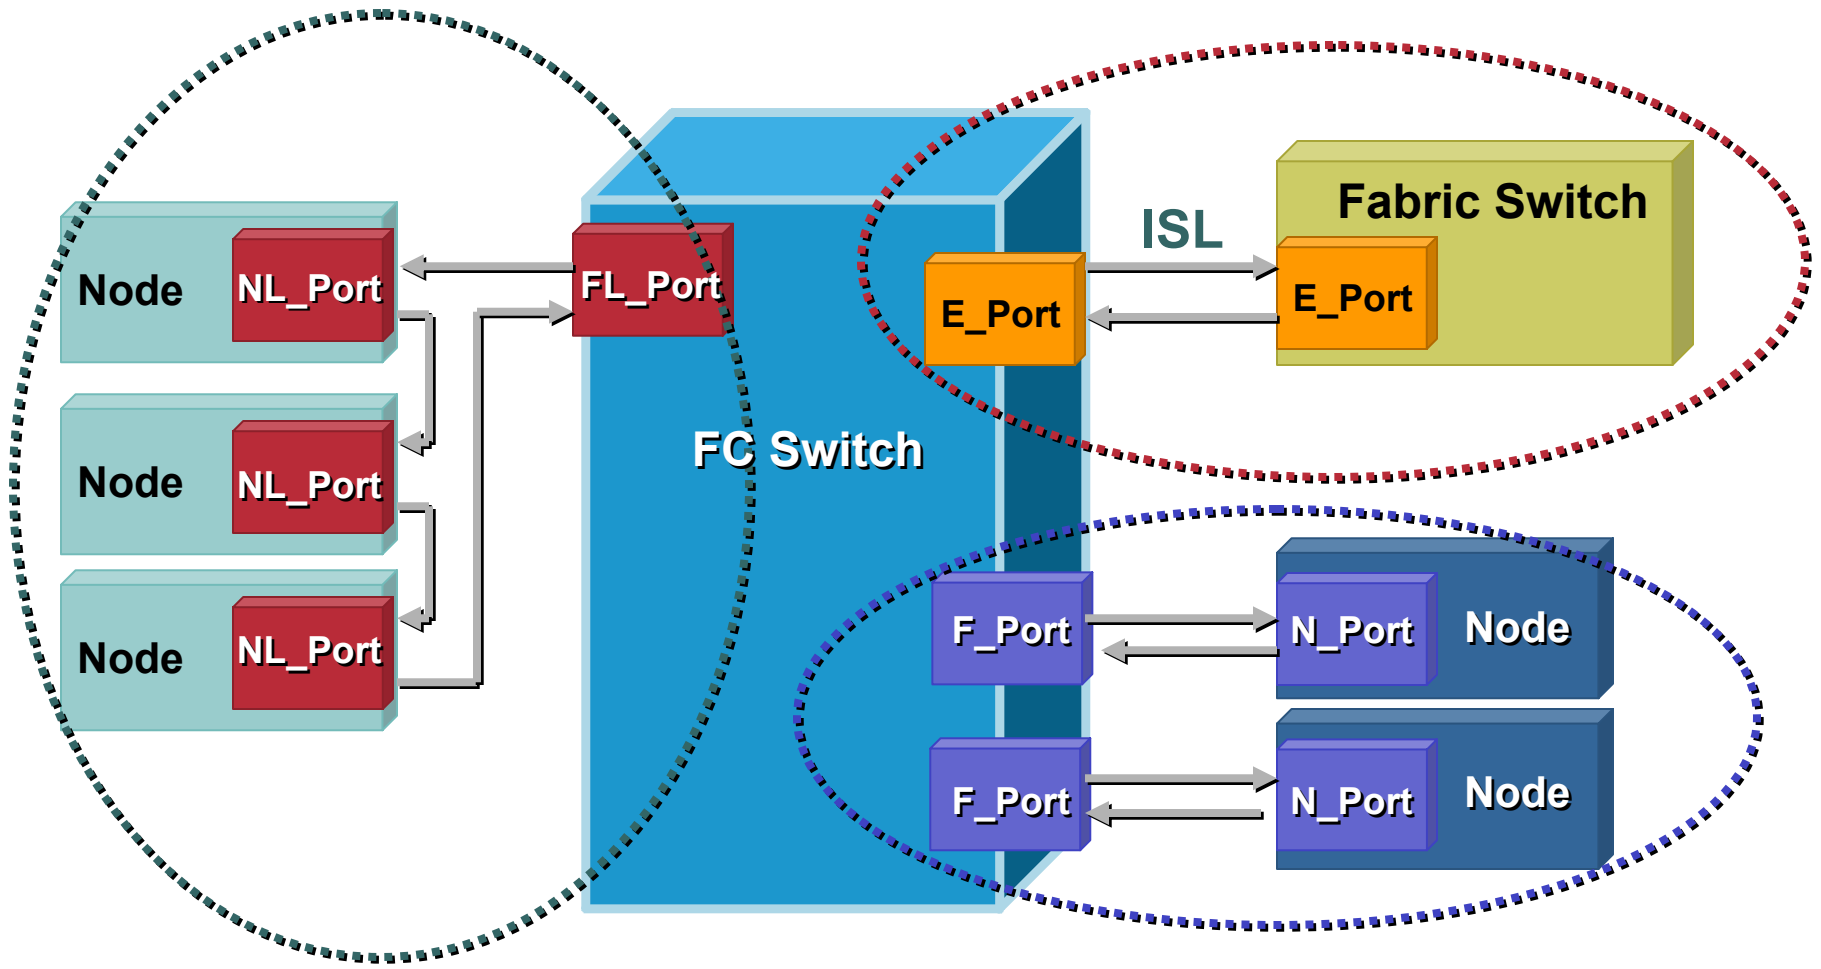 Node
NL_Port
Node
NL_Port
Node
NL_Port
FL_Port
FC Switch
E_Port
ISL
Fabric Switch
E_Port
F_Port
N_Port
Node
F_Port
N_Port
Node